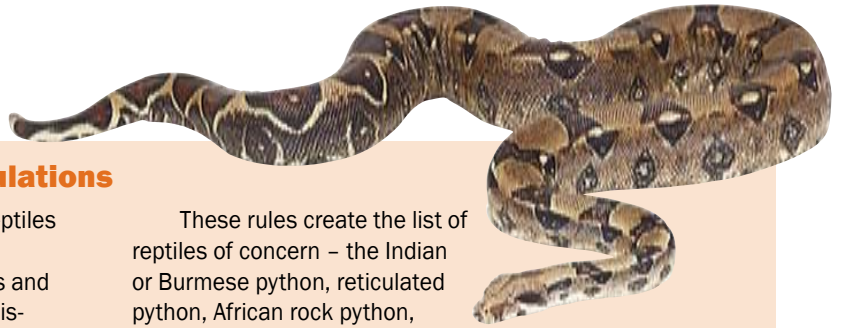 ulations
eptiles
s and
is-
These rules create the list of
reptiles of concern – the Indian
or Burmese python, reticulated
python, African rock python,